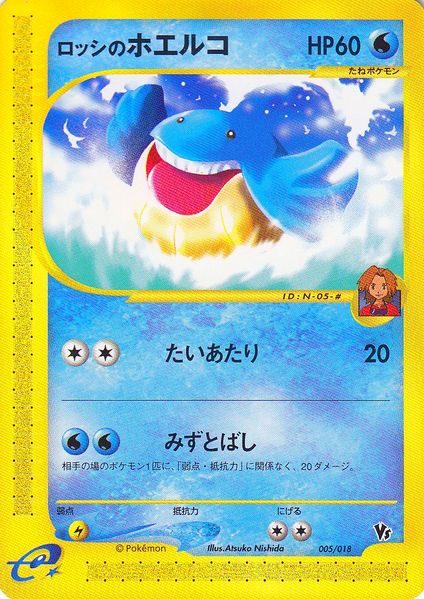 ロッシのホエルコ HP60
たねポケモン
ID:N-05-#
たいあたり 20
みずとばし
相手の場のポケモン1匹に、「弱点・抵抗力」に関係なく、20ダメージ。
弱点 抵抗力 にげる
©Pokémon Illus.Atsuko Nishida 005/018 VS
e